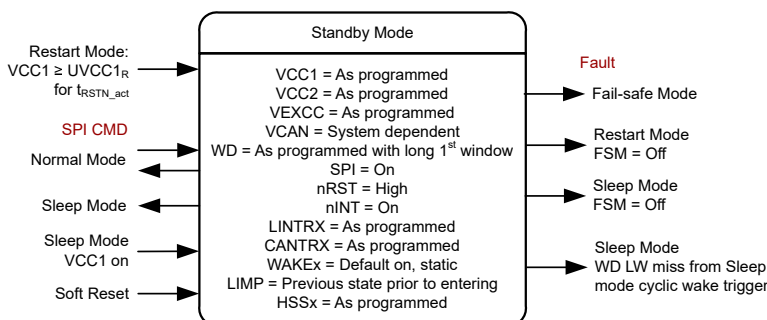 Standby Mode
Restart Mode:
VCC1 ≥ UVCC1R
for tRSTN_act
SPI CMD
Normal Mode
Sleep Mode
Sleep Mode
VCC1 on
Soft Reset
VCC1 = As programmed
VCC2 = As programmed
VEXCC = As programmed
VCAN = System dependent
WD = As programmed with long 1st window
SPI = On
nRST = High
nINT = On
LINTRX = As programmed
CANTRX = As programmed
WAKEx = Default on, static
LIMP = Previous state prior to entering
HSSx = As programmed
Fault
Fail-safe Mode
Restart Mode
FSM = Off
Sleep Mode
FSM = Off
Sleep Mode
WD LW miss from Sleep
mode cyclic wake trigger